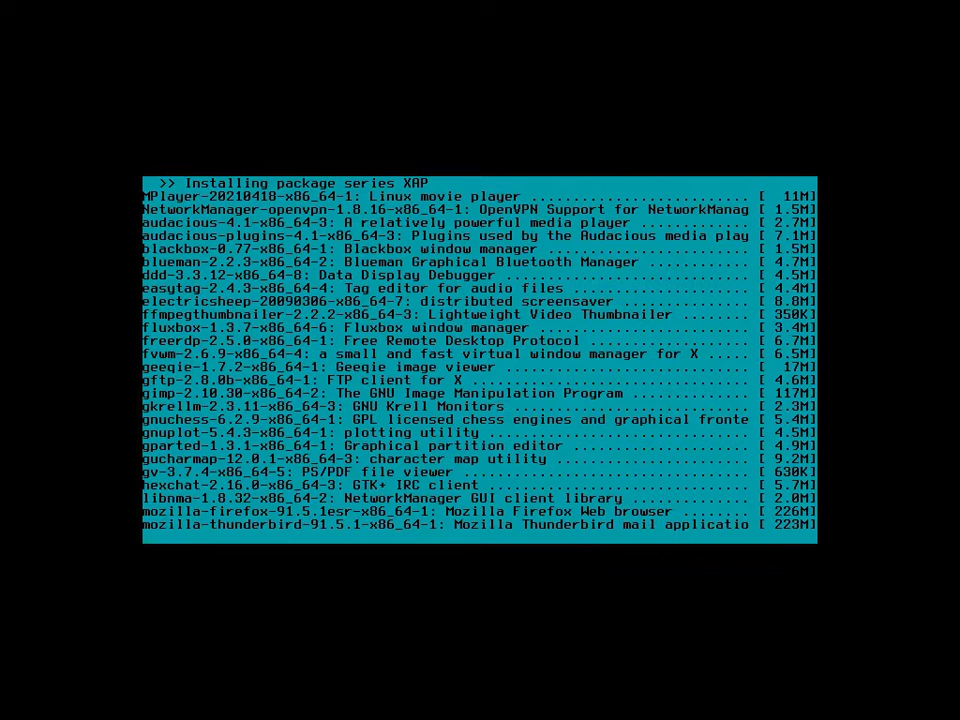 >> Installing package series XAP
MPlayer-20210418-x86_64-1: Linux movie player .......................... [  11M]
NetworkManager-openvpn-1.8.16-x86_64-1: OpenVPN Support for NetworkManag [ 1.5M]
audacious-4.1-x86_64-3: A relatively powerful media player ............. [ 2.7M]
audacious-plugins-4.1-x86_64-3: Plugins used by the Audacious media play [ 7.1M]
blackbox-0.77-x86_64-1: Blackbox window manager ........................ [ 1.5M]
blueman-2.2.3-x86_64-2: Blueman Graphical Bluetooth Manager ............ [ 4.7M]
ddd-3.3.12-x86_64-8: Data Display Debugger ............................. [ 4.5M]
easytag-2.4.3-x86_64-4: Tag editor for audio files ..................... [ 4.4M]
electricsheep-20090306-x86_64-7: distributed screensaver ............... [ 8.8M]
ffmpegthumbnailer-2.2.2-x86_64-3: Lightweight Video Thumbnailer ........ [ 350K]
fluxbox-1.3.7-x86_64-6: Fluxbox window manager ......................... [ 3.4M]
freerdp-2.5.0-x86_64-1: Free Remote Desktop Protocol ................... [ 6.7M]
fvwm-2.6.9-x86_64-4: a small and fast virtual window manager for X ..... [ 6.5M]
geeqie-1.7.2-x86_64-1: Geeqie image viewer ............................. [  17M]
gftp-2.8.0b-x86_64-1: FTP client for X ................................. [ 4.6M]
gimp-2.10.30-x86_64-2: The GNU Image Manipulation Program .............. [ 117M]
gkrellm-2.3.11-x86_64-3: GNU Krell Monitors ............................ [ 2.3M]
gnuchess-6.2.9-x86_64-1: GPL licensed chess engines and graphical fronte [ 5.4M]
gnuplot-5.4.3-x86_64-1: plotting utility ............................... [ 4.5M]
gparted-1.3.1-x86_64-1: Graphical partition editor ..................... [ 4.9M]
gucharmap-12.0.1-x86_64-3: character map utility ....................... [ 9.2M]
gv-3.7.4-x86_64-5: PS/PDF file viewer .................................. [ 630K]
hexchat-2.16.0-x86_64-3: GTK+ IRC client ............................... [ 5.7M]
libnma-1.8.32-x86_64-2: NetworkManager GUI client library .............. [ 2.0M]
mozilla-firefox-91.5.1esr-x86_64-1: Mozilla Firefox Web browser ........ [ 226M]
mozilla-thunderbird-91.5.1-x86_64-1: Mozilla Thunderbird mail applicatio [ 223M]